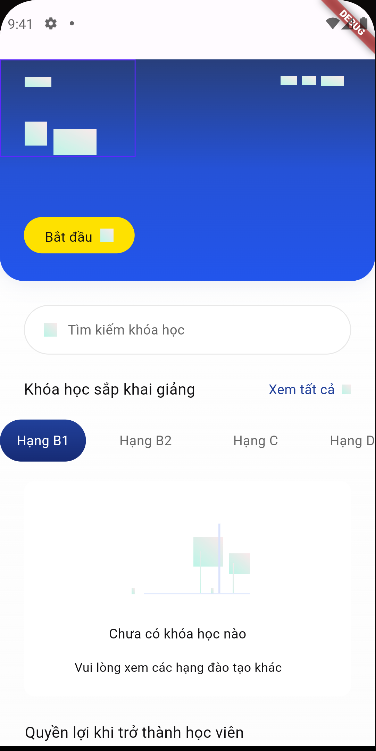 9:41
DEBUG
Bắt đầu
Tìm kiếm khóa học
Khóa học sắp khai giảng
Xem tất cả
Hạng B1
Hạng B2
Hạng C
Hạng D
Chưa có khóa học nào
Vui lòng xem các hạng đào tạo khác
Quyền lợi khi trở thành học viên